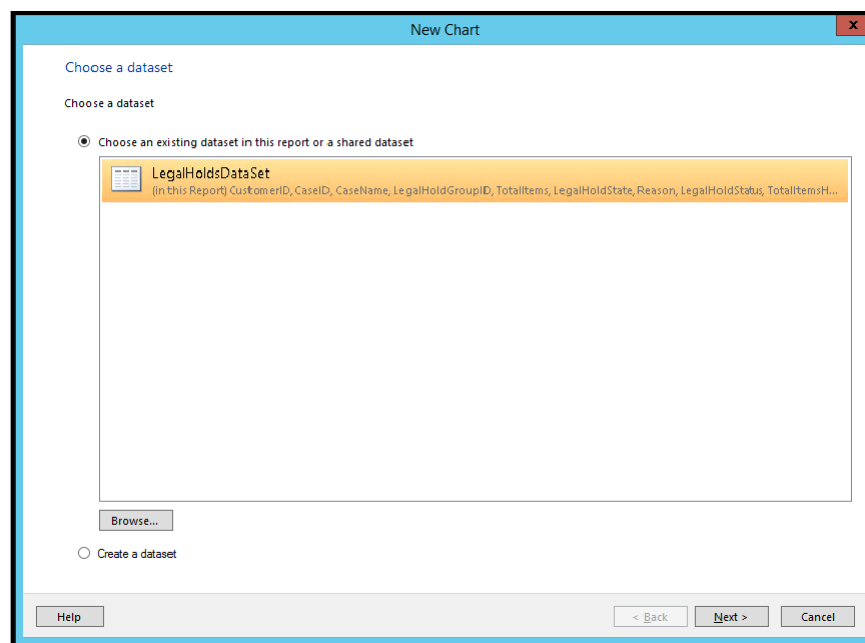 New Chart
x
Choose a dataset
Choose a dataset
Choose an existing dataset in this report or a shared dataset
LegalHoldsDataSet
(in this Report) CustomerID, CaseID, CaseName, LegalHoldGroupID, TotalItems, LegalHoldState, Reason, LegalHoldStatus, TotalItemsH...
Browse...
Create a dataset
Help
< Back
Next >
Cancel